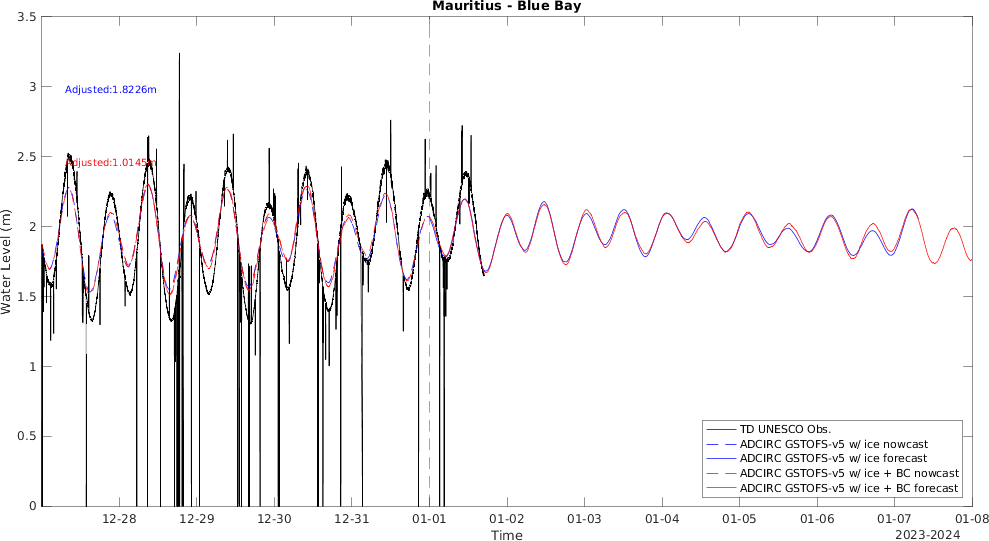 Mauritius - Blue Bay
3.5
3
2.5
2
1.5
1
0.5
0
Water Level (m)
Adjusted:1.8226m
Adjusted:1.0145m
TD UNESCO Obs.
ADCIRC GSTOFS-v5 w/ ice nowcast
ADCIRC GSTOFS-v5 w/ ice forecast
ADCIRC GSTOFS-v5 w/ ice + BC nowcast
ADCIRC GSTOFS-v5 w/ ice + BC forecast
12-28 12-29 12-30 12-31 01-01 01-02 01-03 01-04 01-05 01-06 01-07 01-08
Time
2023-2024